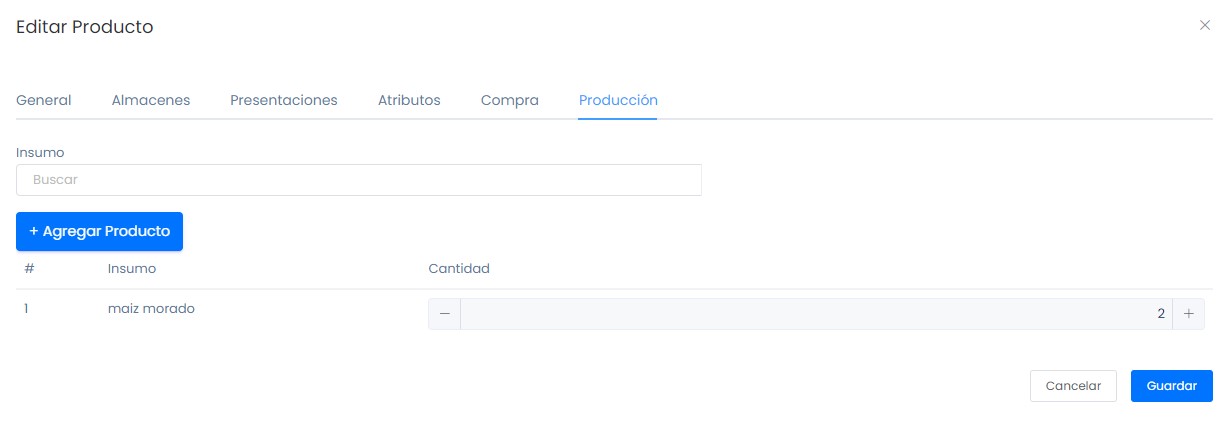 Editar Producto
General Almacenes Presentaciones Atributos Compra Producción
Insumo
Buscar
+ Agregar Producto
# Insumo Cantidad
1 maiz morado 2
Cancelar Guardar